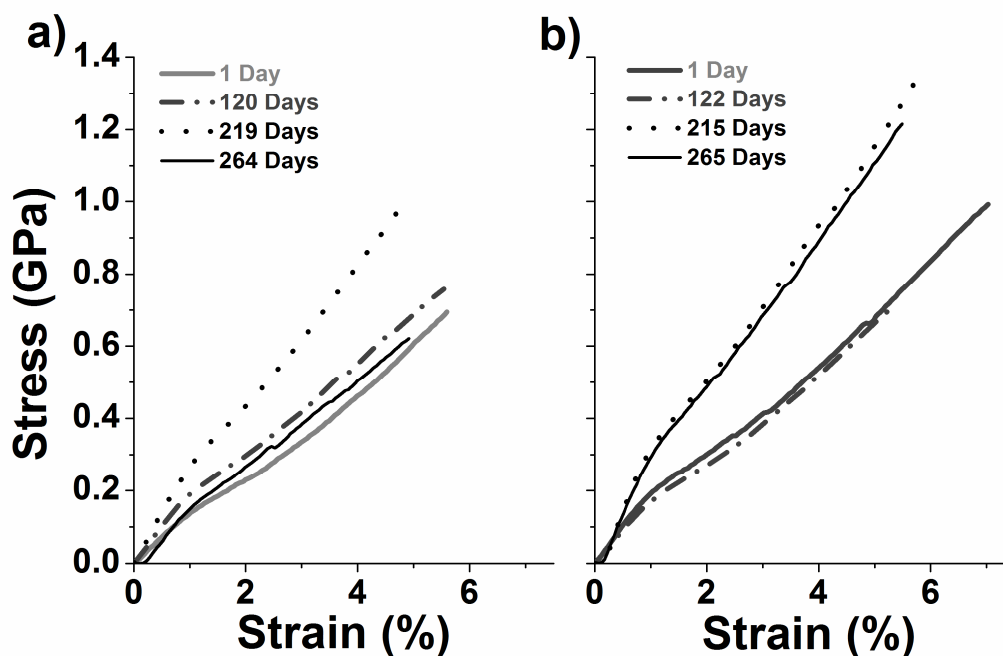 a)
1 Day
120 Days
219 Days
264 Days
1.4
1.2
1.0
0.8
0.6
0.4
0.2
0.0
Stress (GPa)
0 2 4 6
Strain (%)
b)
1 Day
122 Days
215 Days
265 Days
0 2 4 6
Strain (%)